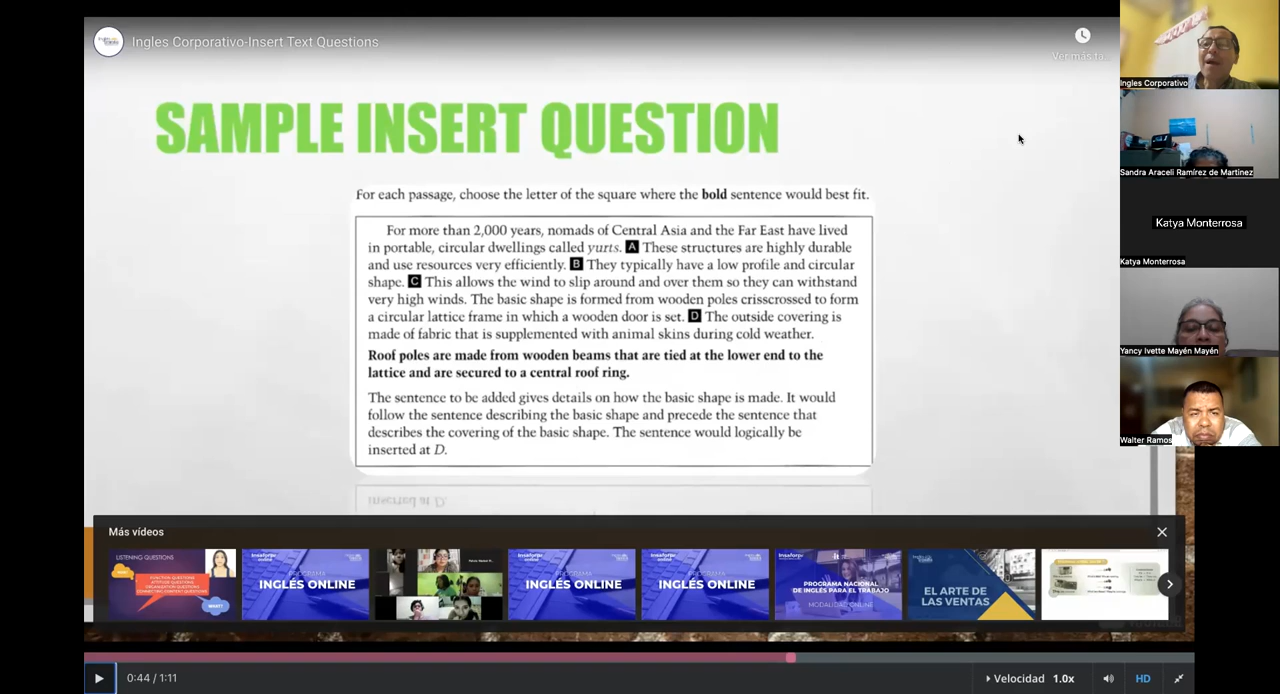 Ingles Corporativo-Insert Text Questions
Ver más ta...
SAMPLE INSERT QUESTION
For each passage, choose the letter of the square where the bold sentence would best fit.
For more than 2,000 years, nomads of Central Asia and the Far East have lived
in portable, circular dwellings called yurts. A These structures are highly durable
and use resources very efficiently. B They typically have a low profile and circular
shape. C This allows the wind to slip around and over them so they can withstand
very high winds. The basic shape is formed from wooden poles crisscrossed to form
a circular lattice frame in which a wooden door is set. D The outside covering is
made of fabric that is supplemented with animal skins during cold weather.
Roof poles are made from wooden beams that are tied at the lower end to the
lattice and are secured to a central roof ring.
The sentence to be added gives details on how the basic shape is made. It would
follow the sentence describing the basic shape and precede the sentence that
describes the covering of the basic shape. The sentence would logically be
inserted at D.
Más vídeos
LISTENING QUESTIONS
INGLÉS ONLINE
INGLÉS ONLINE
INGLÉS ONLINE
PROGRAMA NACIONAL
DE INGLÉS PARA EL TRABAJO
MODALIDAD ONLINE
EL ARTE DE
LAS VENTAS
0:44 / 1:11
Velocidad 1.0x
HD
Ingles Corporativo
Sandra Araceli Ramírez de Martinez
Katya Monterrosa
Katya Monterrosa
Yancy Ivette Mayén Mayén
Walter Ramos